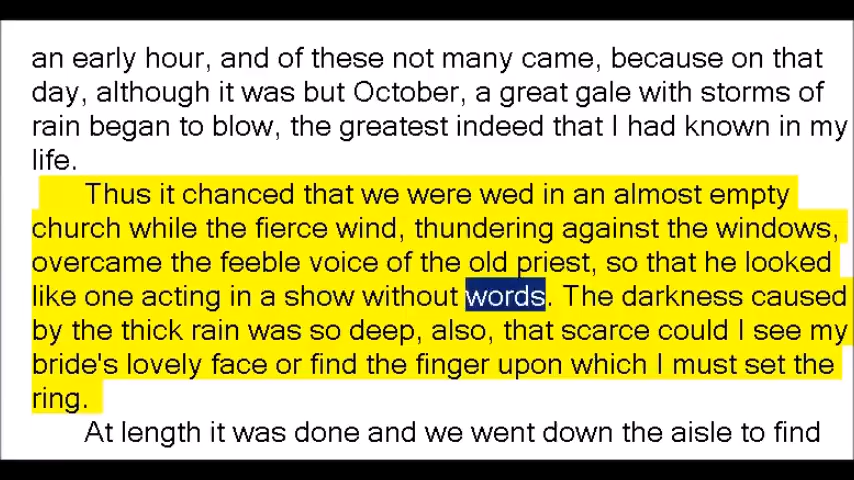 an early hour, and of these not many came, because on that
day, although it was but October, a great gale with storms of
rain began to blow, the greatest indeed that I had known in my
life.
Thus it chanced that we were wed in an almost empty
church while the fierce wind, thundering against the windows,
overcame the feeble voice of the old priest, so that he looked
like one acting in a show without words. The darkness caused
by the thick rain was so deep, also, that scarce could I see my
bride's lovely face or find the finger upon which I must set the
ring.
At length it was done and we went down the aisle to find